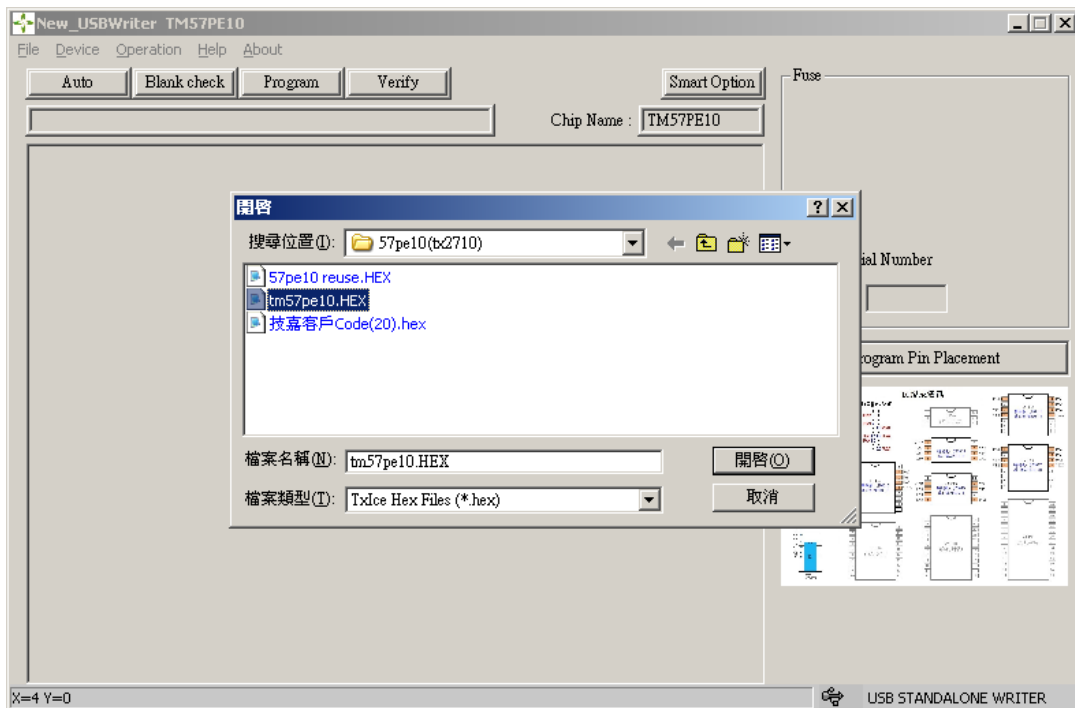 New_USBWriter TM57PE10
File Device Operation Help About
Auto Blank check Program Verify Smart Option
Fuse
Chip Name : TM57PE10
開啓
搜尋位置(I): 57pe10(tx2710)
57pe10 reuse.HEX
tm57pe10.HEX
技嘉客戶Code(20).hex
ial Number
rogram Pin Placement
檔案名稱(N): tm57pe10.HEX 開啓(O)
檔案類型(T): TxIce Hex Files (*.hex) 取消
X=4 Y=0 USB STANDALONE WRITER